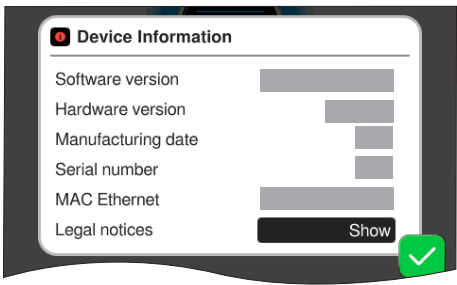 Device Information
Software version
Hardware version
Manufacturing date
Serial number
MAC Ethernet
Legal notices Show